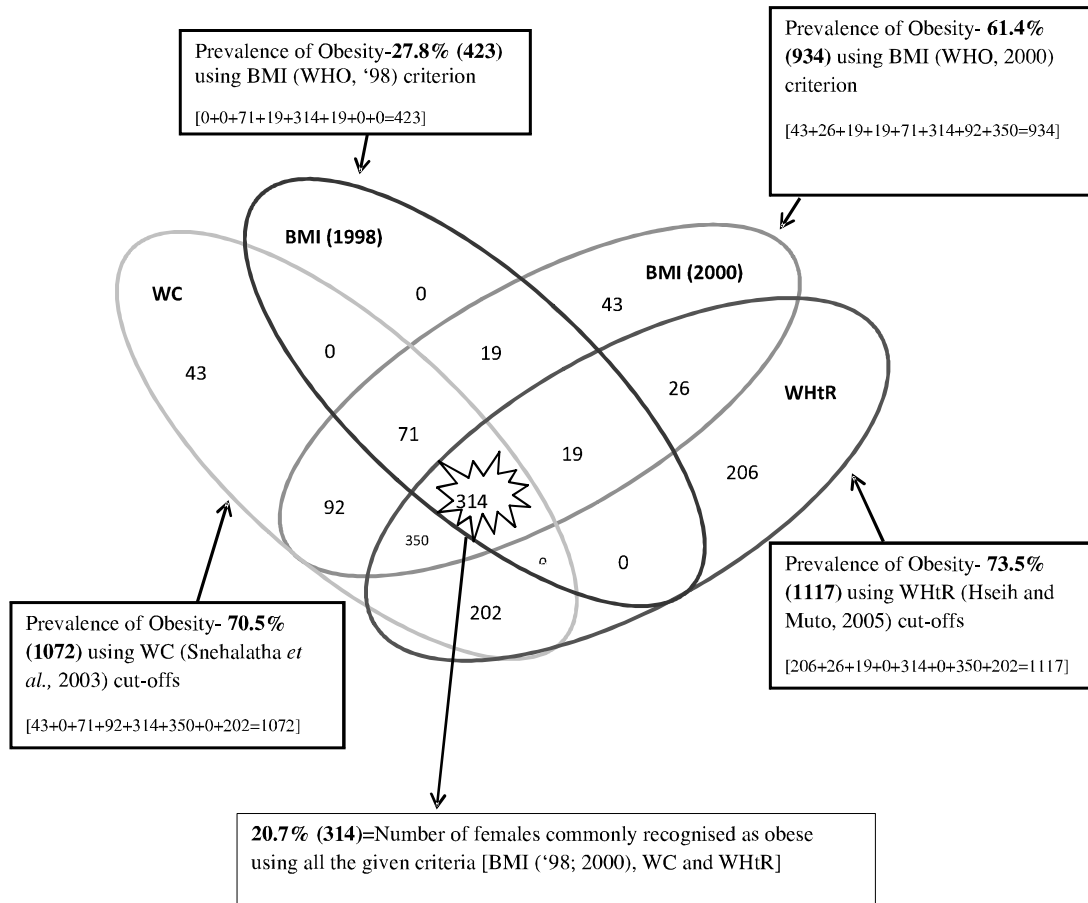 Prevalence of Obesity-27.8% (423)
using BMI (WHO, ‘98) criterion
[0+0+71+19+314+19+0+0=423]
Prevalence of Obesity- 61.4%
(934) using BMI (WHO, 2000)
criterion
[43+26+19+19+71+314+92+350=934]
BMI (1998)
BMI (2000)
WC
0
43
0
19
43
26
WHtR
71
19
206
314
92
350
0
0
202
Prevalence of Obesity- 70.5%
(1072) using WC (Snehalatha et
al., 2003) cut-offs
[43+0+71+92+314+350+0+202=1072]
Prevalence of Obesity- 73.5%
(1117) using WHtR (Hseih and
Muto, 2005) cut-offs
[206+26+19+0+314+0+350+202=1117]
20.7% (314)=Number of females commonly recognised as obese
using all the given criteria [BMI (‘98; 2000), WC and WHtR]